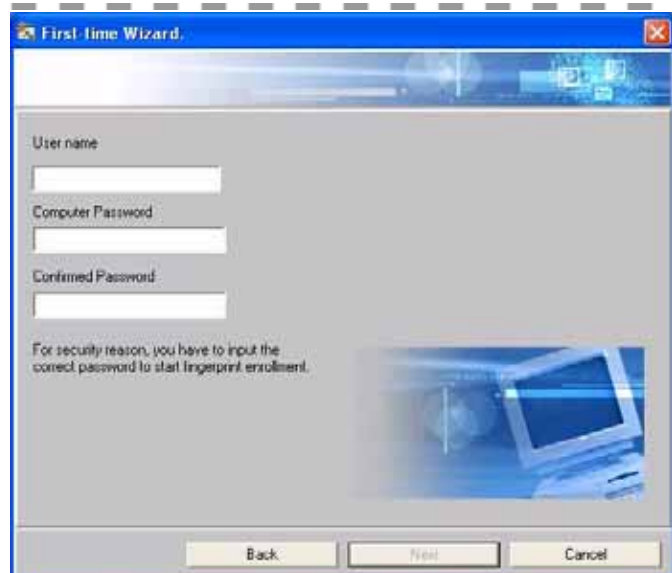 First-time Wizard.
User name
Computer Password
Confirmed Password
For security reason, you have to input the
correct password to start fingerprint enrollment.
Back
Next
Cancel